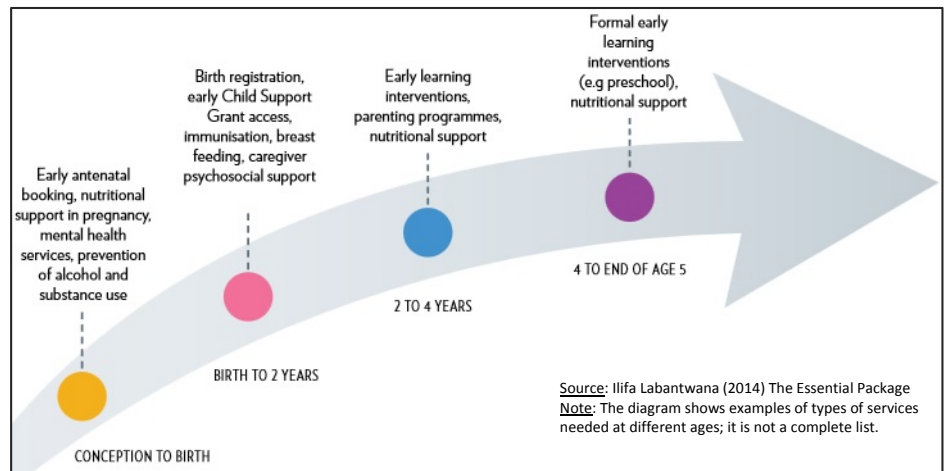 Early antenatal
booking, nutritional
support in pregnancy,
mental health
services, prevention
of alcohol and
substance use
CONCEPTION TO BIRTH
Birth registration,
early Child Support
Grant access,
immunisation, breast
feeding, caregiver
psychosocial support
BIRTH TO 2 YEARS
Early learning
interventions,
parenting programmes,
nutritional support
2 TO 4 YEARS
Formal early
learning
interventions
(e.g preschool),
nutritional support
4 TO END OF AGE 5
Source: Ilifa Labantwana (2014) The Essential Package
Note: The diagram shows examples of types of services
needed at different ages; it is not a complete list.